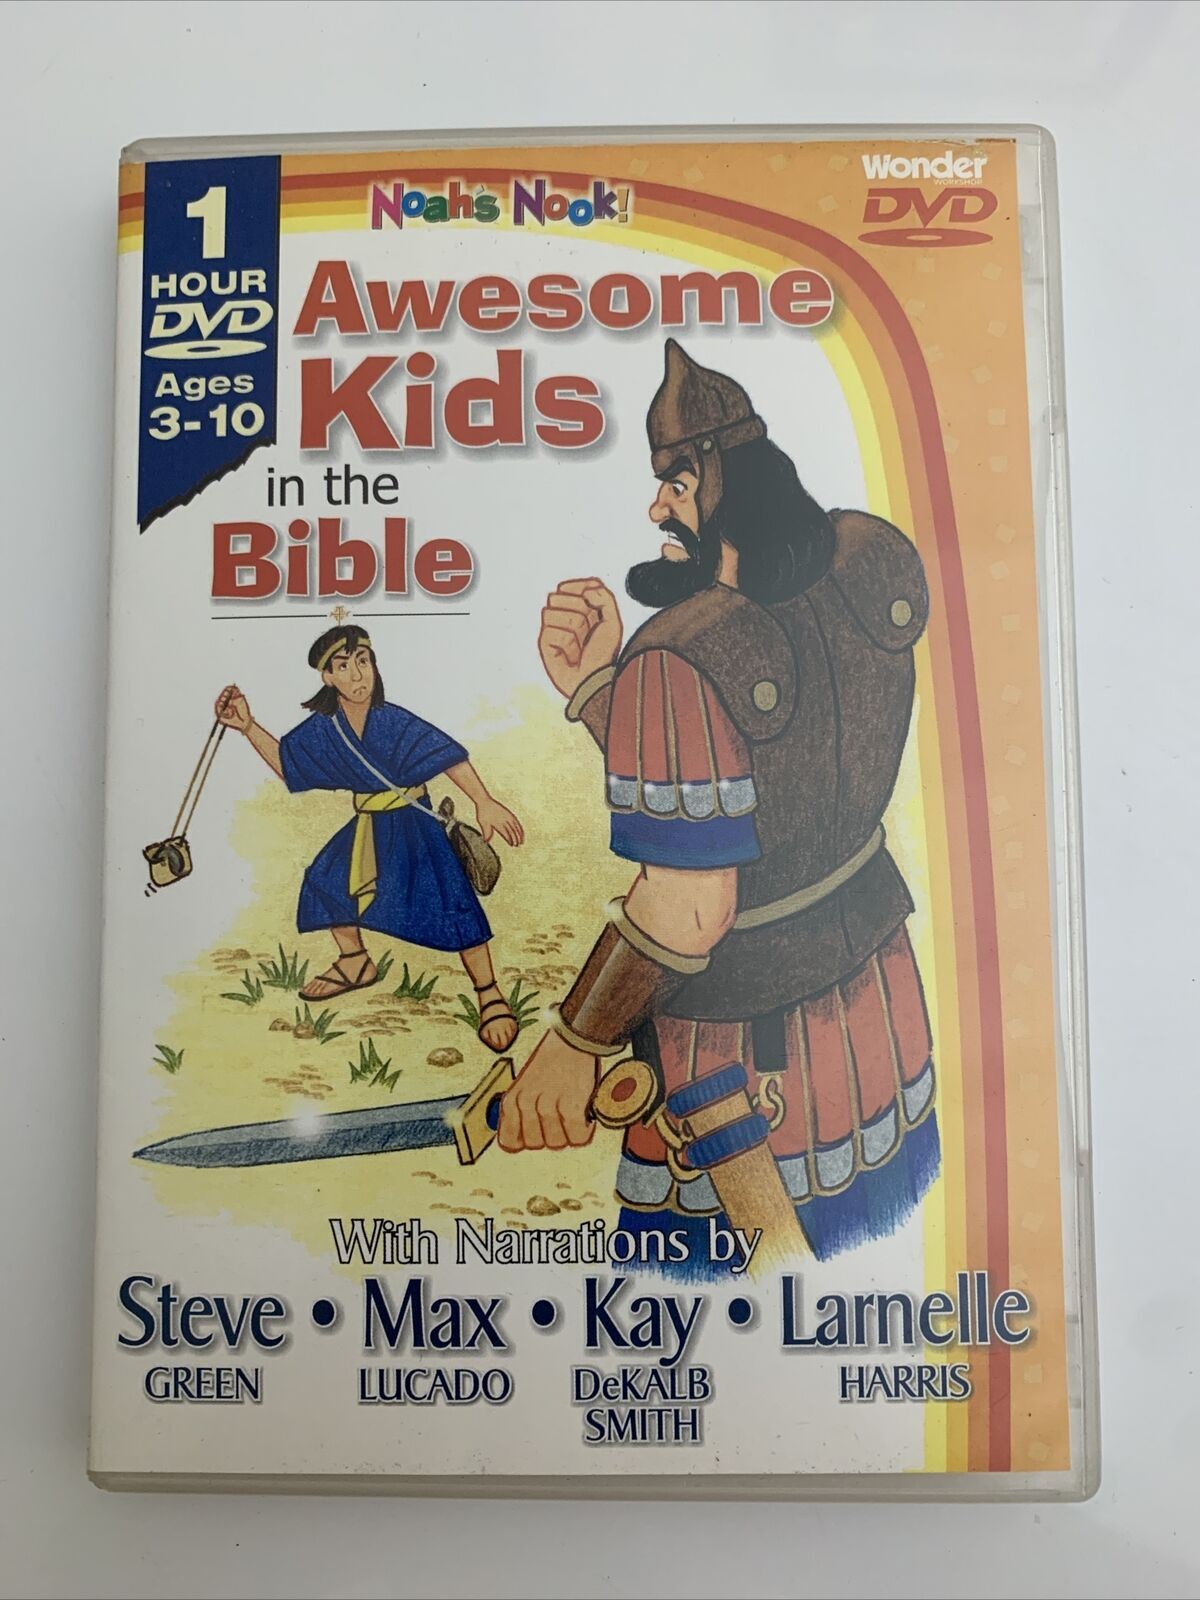 1
HOUR
DVD
Ages
3-10
Noah's Nook!
Wonder
WORKSHOP
DVD
Awesome
Kids
in the
Bible
With Narrations by
Steve • Max • Kay • Larnelle
GREEN LUCADO DeKALB HARRIS
SMITH